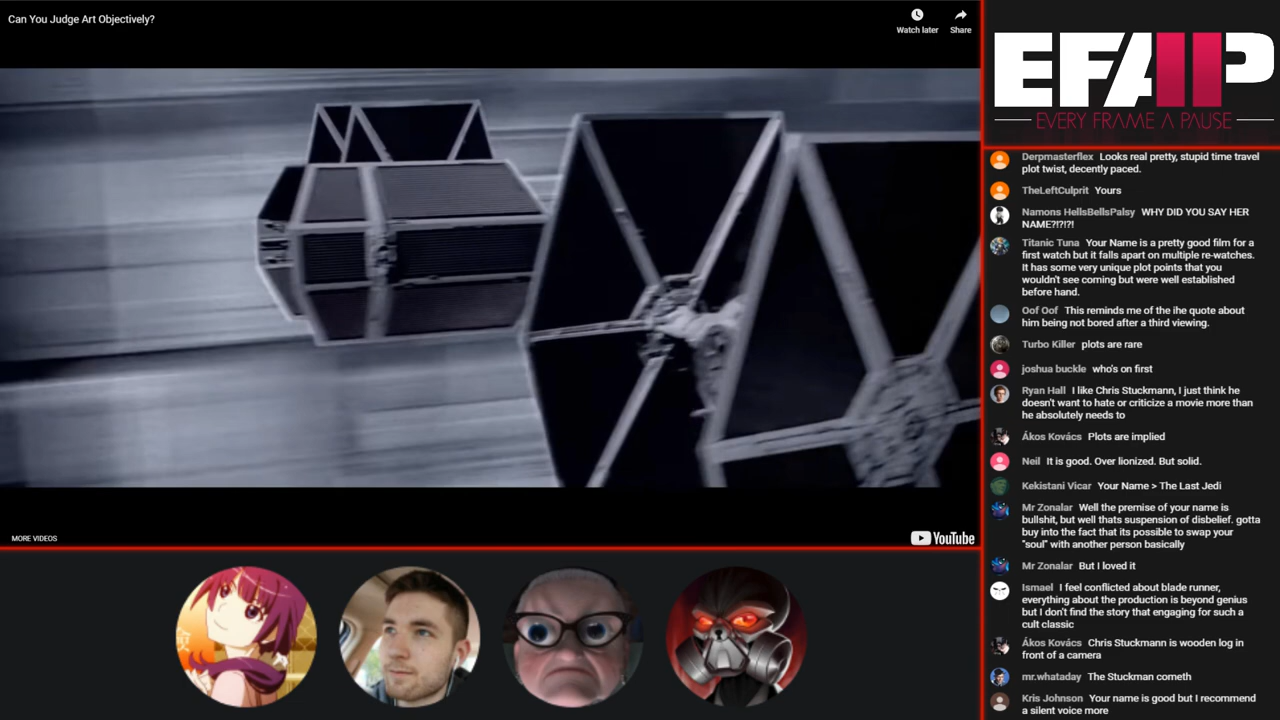 Can You Judge Art Objectively?
Watch later
Share
MORE VIDEOS
YouTube
EFAP
EVERY FRAME A PAUSE
Derpmasterflex Looks real pretty, stupid time travel
plot twist, decently paced.
TheLeftCulprit Yours
Namons HellsBellsPalsy WHY DID YOU SAY HER
NAME?!?!?!
Titanic Tuna Your Name is a pretty good film for a
first watch but it falls apart on multiple re-watches.
It has some very unique plot points that you
wouldn't see coming but were well established
before hand.
Oof Oof This reminds me of the ihe quote about
him being not bored after a third viewing.
Turbo Killer plots are rare
joshua buckle who's on first
Ryan Hall I like Chris Stuckmann, I just think he
doesn't want to hate or criticize a movie more than
he absolutely needs to
Ákos Kovács Plots are implied
Neil It is good. Over lionized. But solid.
Kekistani Vicar Your Name > The Last Jedi
Mr Zonalar Well the premise of your name is
bullshit, but well thats suspension of disbelief. gotta
buy into the fact that its possible to swap your
"soul" with another person basically
Mr Zonalar But I loved it
Ismael I feel conflicted about blade runner,
everything about the production is beyond genius
but I don't find the story that engaging for such a
cult classic
Ákos Kovács Chris Stuckmann is wooden log in
front of a camera
mr.whataday The Stuckman cometh
Kris Johnson Your name is good but I recommend
a silent voice more